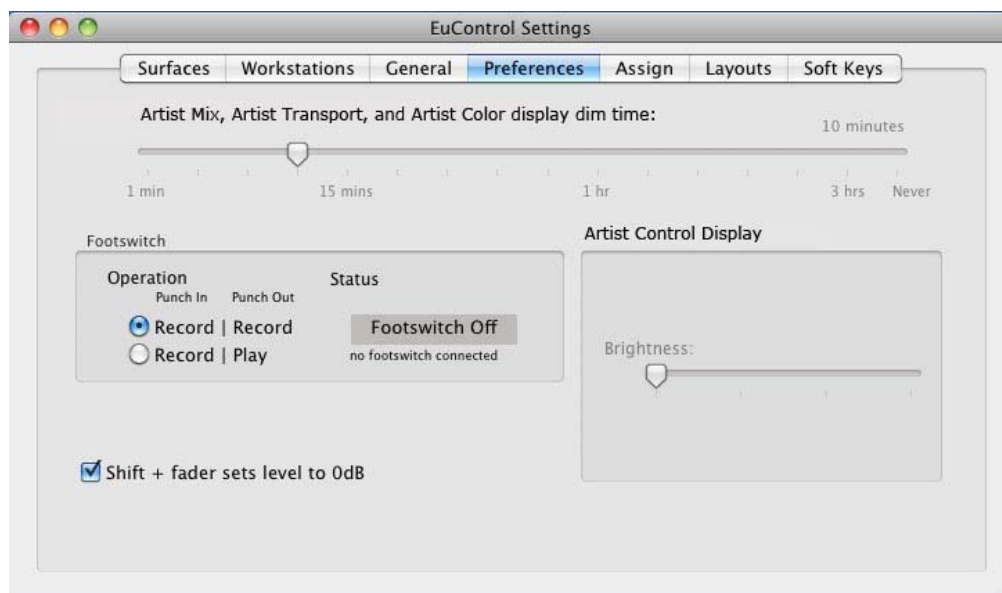 EuControl Settings
Surfaces Workstations General Preferences Assign Layouts Soft Keys
Artist Mix, Artist Transport, and Artist Color display dim time:
10 minutes
1 min 15 mins 1 hr 3 hrs Never
Footswitch
Operation Status
Punch In Punch Out
Record | Record Footswitch Off
Record | Play no footswitch connected
Artist Control Display
Brightness:
Shift + fader sets level to 0dB